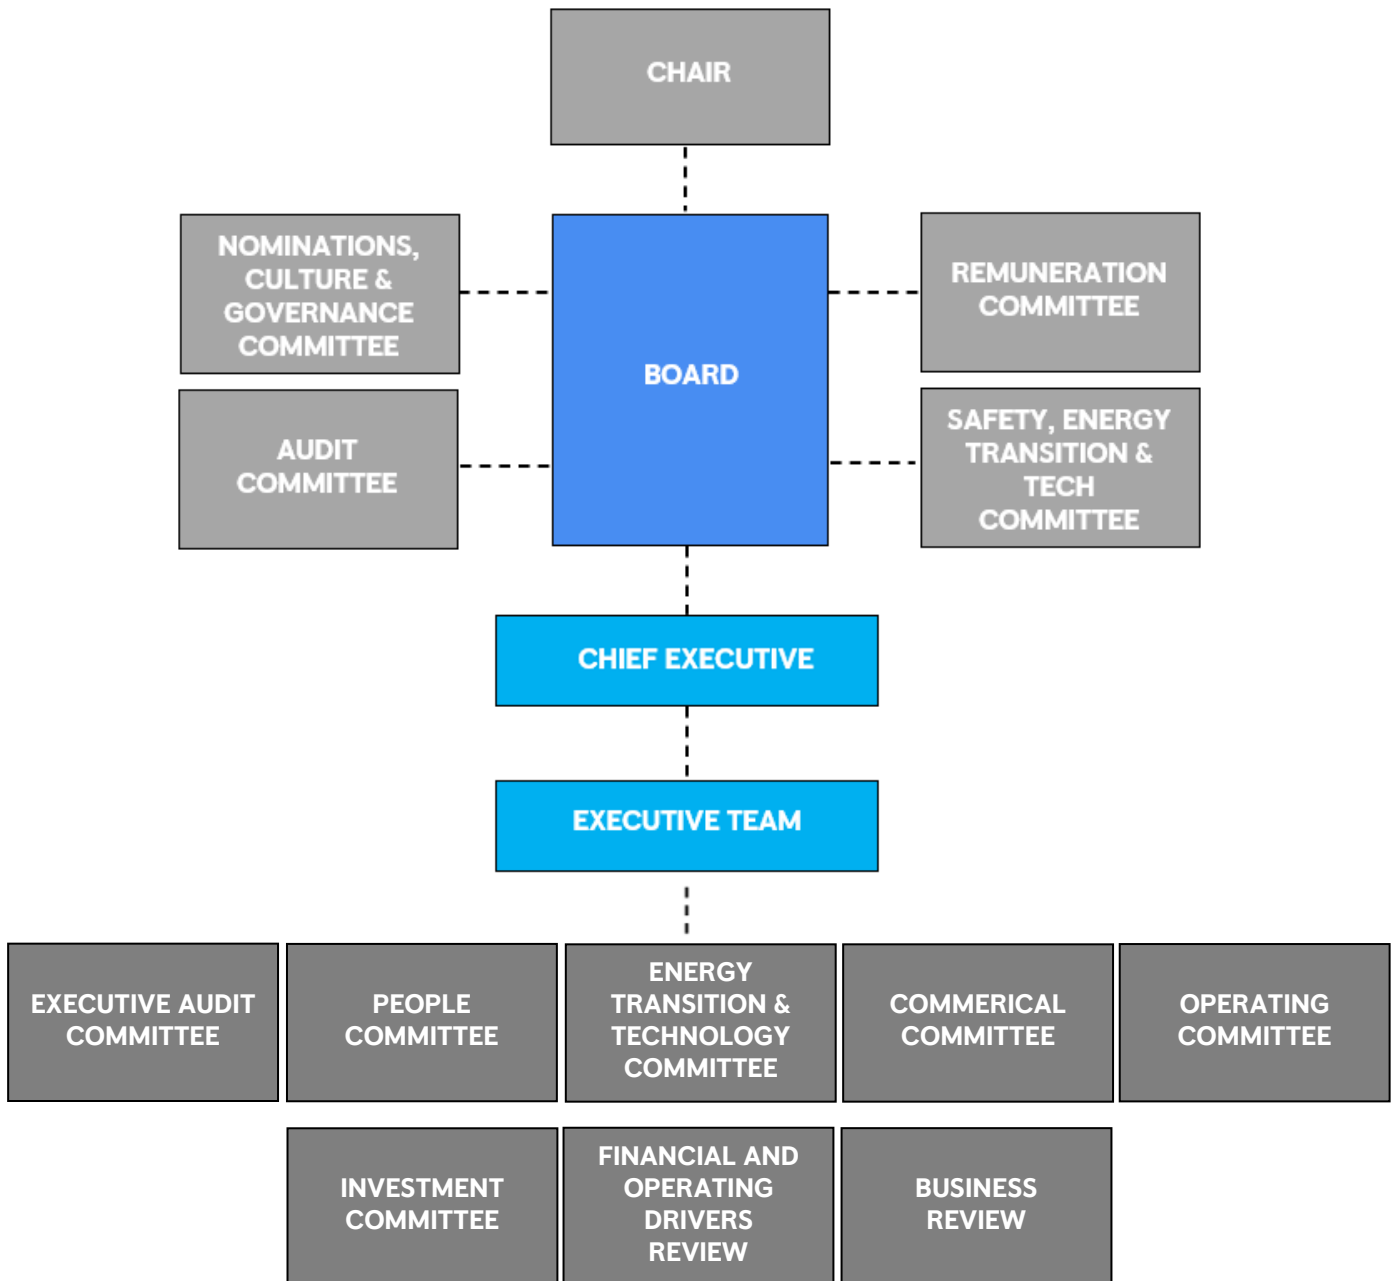 CHAIR
NOMINATIONS,
CULTURE &
GOVERNANCE
COMMITTEE
REMUNERATION
COMMITTEE
BOARD
AUDIT
COMMITTEE
SAFETY, ENERGY
TRANSITION &
TECH
COMMITTEE
CHIEF EXECUTIVE
EXECUTIVE TEAM
EXECUTIVE AUDIT
COMMITTEE
PEOPLE
COMMITTEE
ENERGY
TRANSITION &
TECHNOLOGY
COMMITTEE
COMMERICAL
COMMITTEE
OPERATING
COMMITTEE
INVESTMENT
COMMITTEE
FINANCIAL AND
OPERATING
DRIVERS
REVIEW
BUSINESS
REVIEW